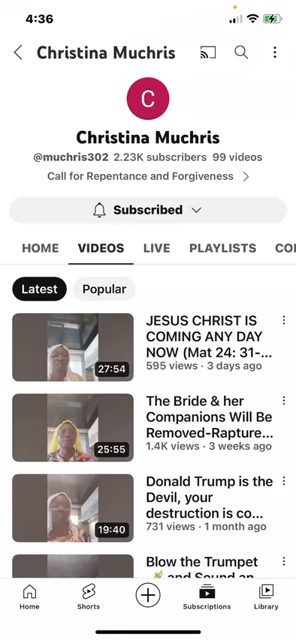 4:36
Christina Muchris
C
Christina Muchris
@muchris302 2.23K subscribers 99 videos
Call for Repentance and Forgiveness
Subscribed
HOME VIDEOS LIVE PLAYLISTS CO
Latest Popular
27:54
JESUS CHRIST IS
COMING ANY DAY
NOW (Mat 24: 31-...
595 views · 3 days ago
25:55
The Bride & her
Companions Will Be
Removed-Rapture...
1.4K views · 3 weeks ago
19:40
Donald Trump is the
Devil, your
destruction is co...
731 views · 1 month ago
Blow the Trumpet
🎺 and Sound an
Home Shorts Subscriptions Library